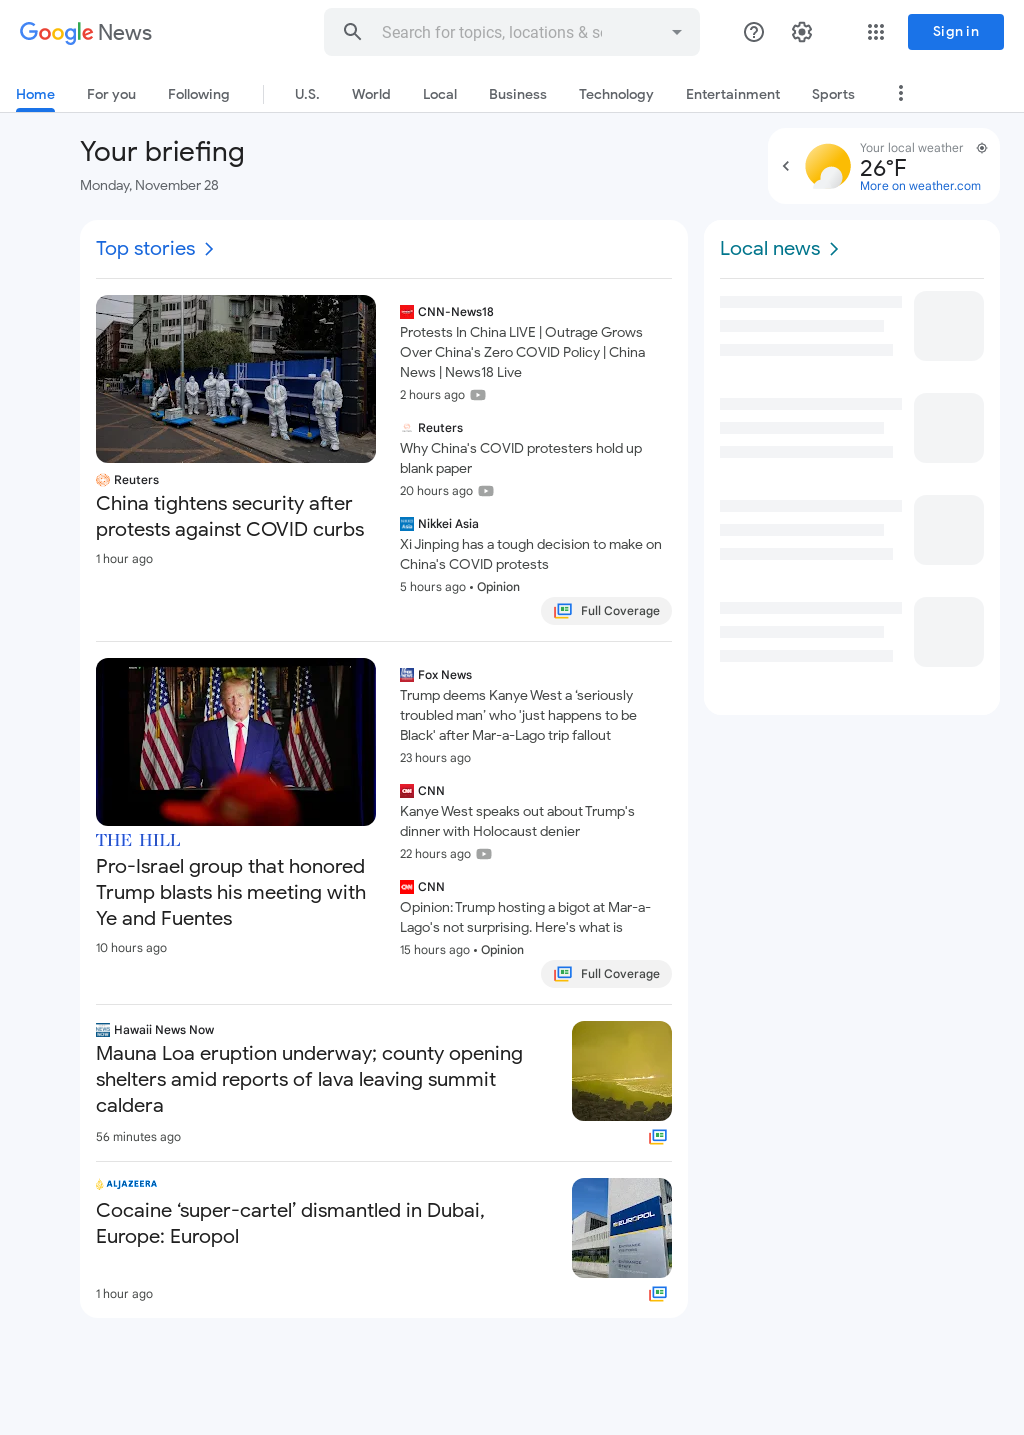 Google News
Search for topics, locations & so
Sign in
Home
For you
Following
U.S.
World
Local
Business
Technology
Entertainment
Sports
Your briefing
Monday, November 28
Your local weather
26°F
More on weather.com
Top stories
Reuters
China tightens security after
protests against COVID curbs
1 hour ago
CNN-News18
Protests In China LIVE | Outrage Grows
Over China's Zero COVID Policy | China
News | News18 Live
2 hours ago
Reuters
Why China's COVID protesters hold up
blank paper
20 hours ago
Nikkei Asia
Xi Jinping has a tough decision to make on
China's COVID protests
5 hours ago • Opinion
Full Coverage
THE HILL
Pro-Israel group that honored
Trump blasts his meeting with
Ye and Fuentes
10 hours ago
Fox News
Trump deems Kanye West a ‘seriously
troubled man’ who 'just happens to be
Black' after Mar-a-Lago trip fallout
23 hours ago
CNN
Kanye West speaks out about Trump's
dinner with Holocaust denier
22 hours ago
CNN
Opinion: Trump hosting a bigot at Mar-a-
Lago's not surprising. Here's what is
15 hours ago • Opinion
Full Coverage
Hawaii News Now
Mauna Loa eruption underway; county opening
shelters amid reports of lava leaving summit
caldera
56 minutes ago
ALJAZEERA
Cocaine ‘super-cartel’ dismantled in Dubai,
Europe: Europol
1 hour ago
EUROPOL
Local news